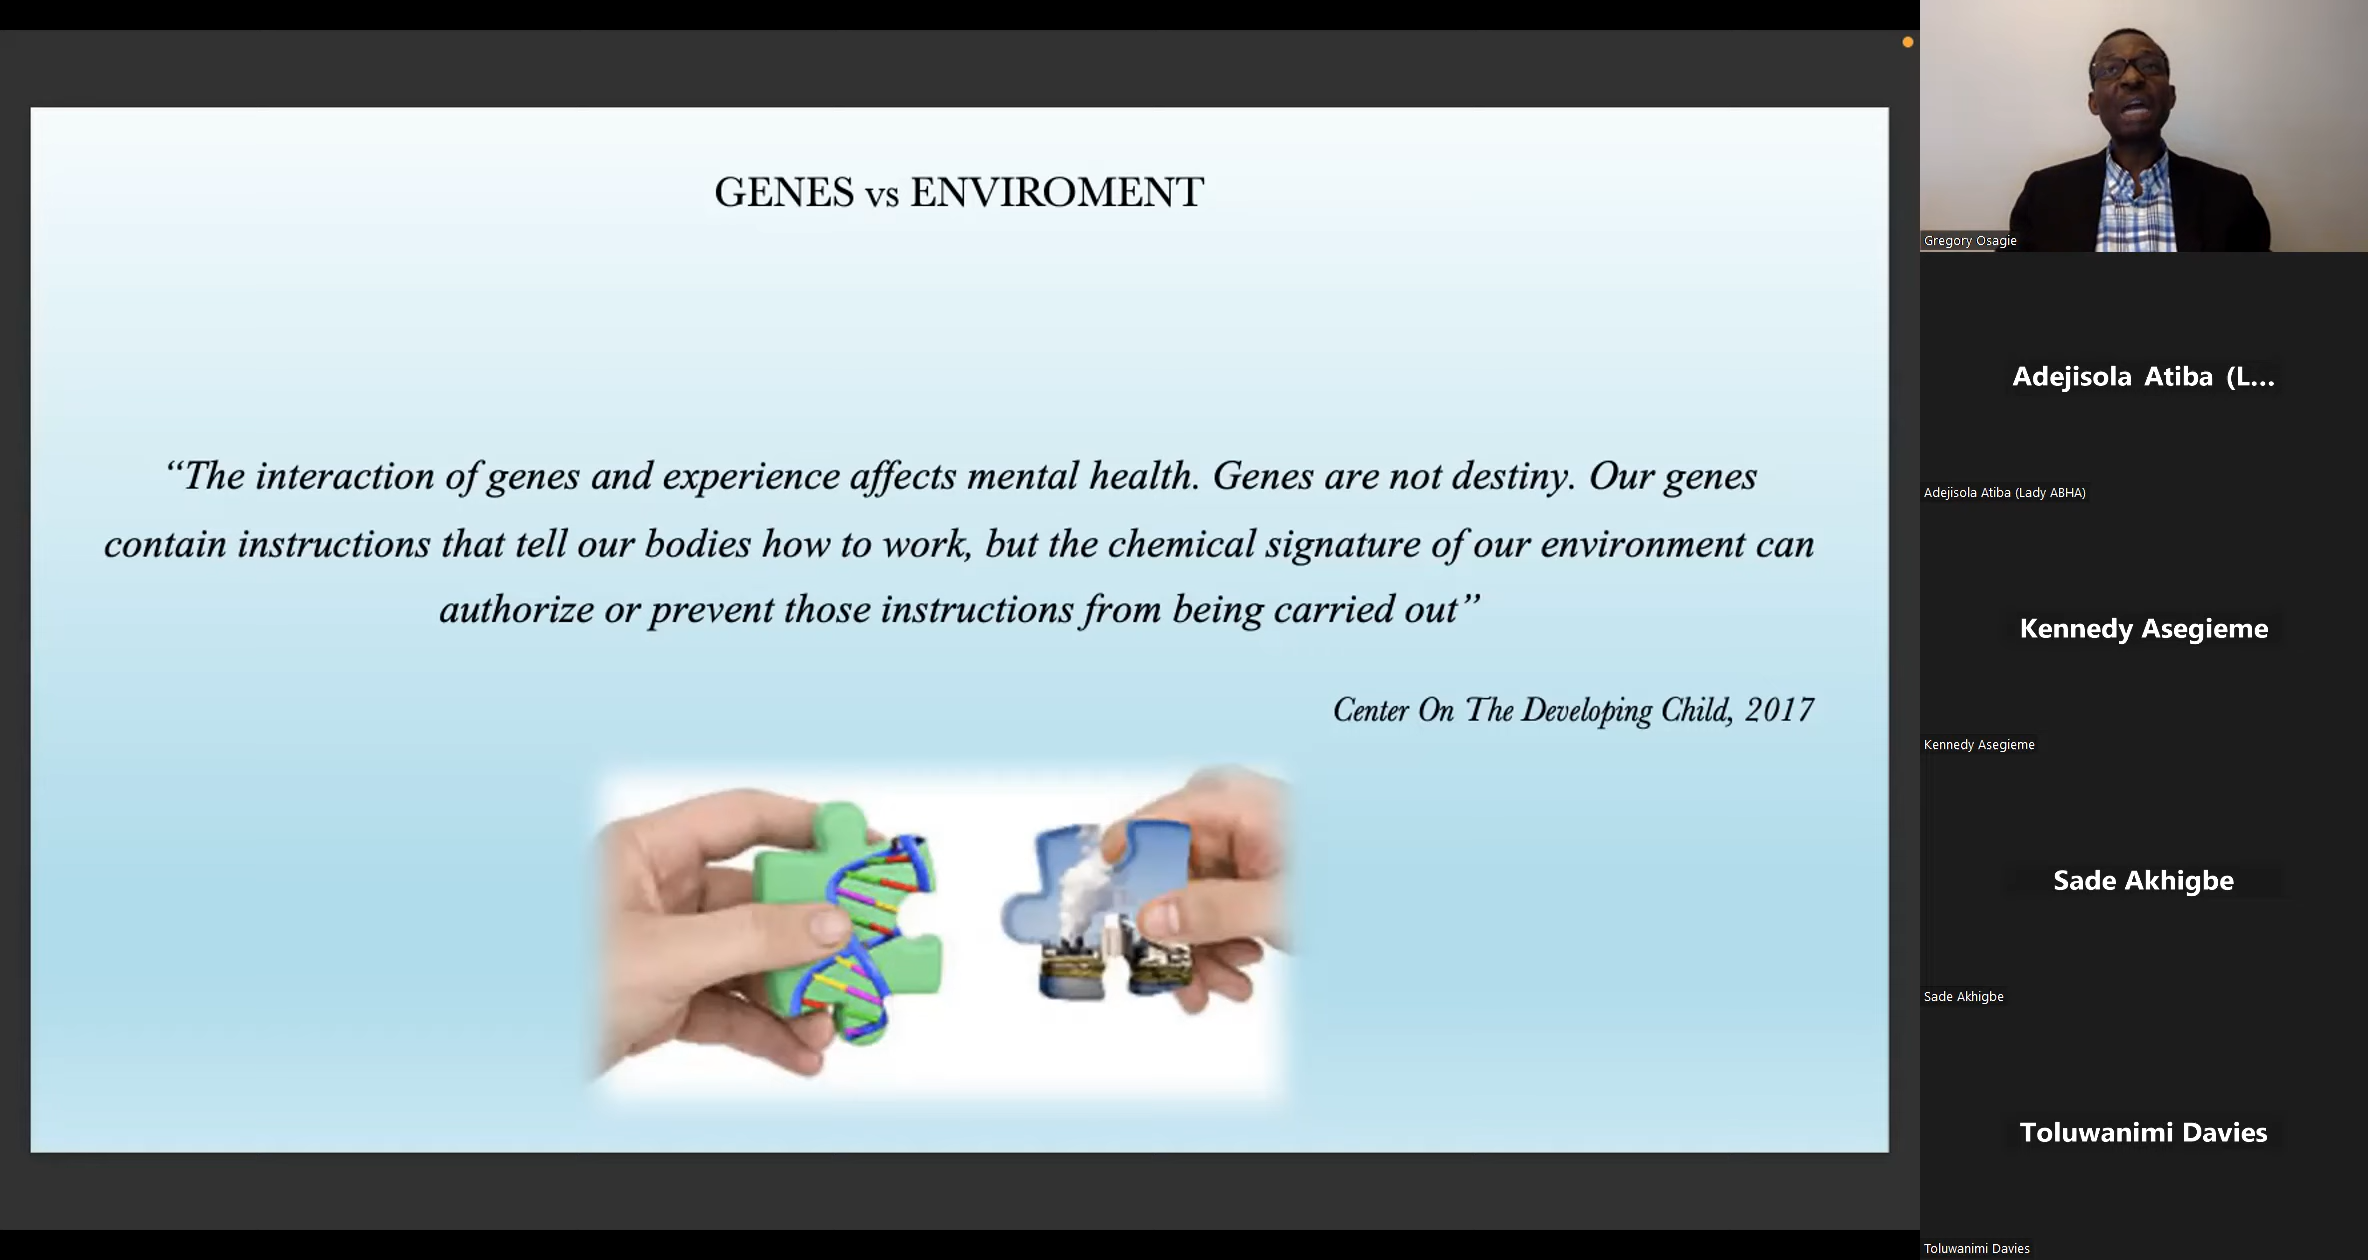 GENES vs ENVIROMENT
“The interaction of genes and experience affects mental health. Genes are not destiny. Our genes
contain instructions that tell our bodies how to work, but the chemical signature of our environment can
authorize or prevent those instructions from being carried out”
Center On The Developing Child, 2017
Gregory Osagie
Adejisola Atiba (L...
Adejisola Atiba (Lady ABHA)
Kennedy Asegieme
Kennedy Asegieme
Sade Akhigbe
Sade Akhigbe
Toluwanimi Davies
Toluwanimi Davies